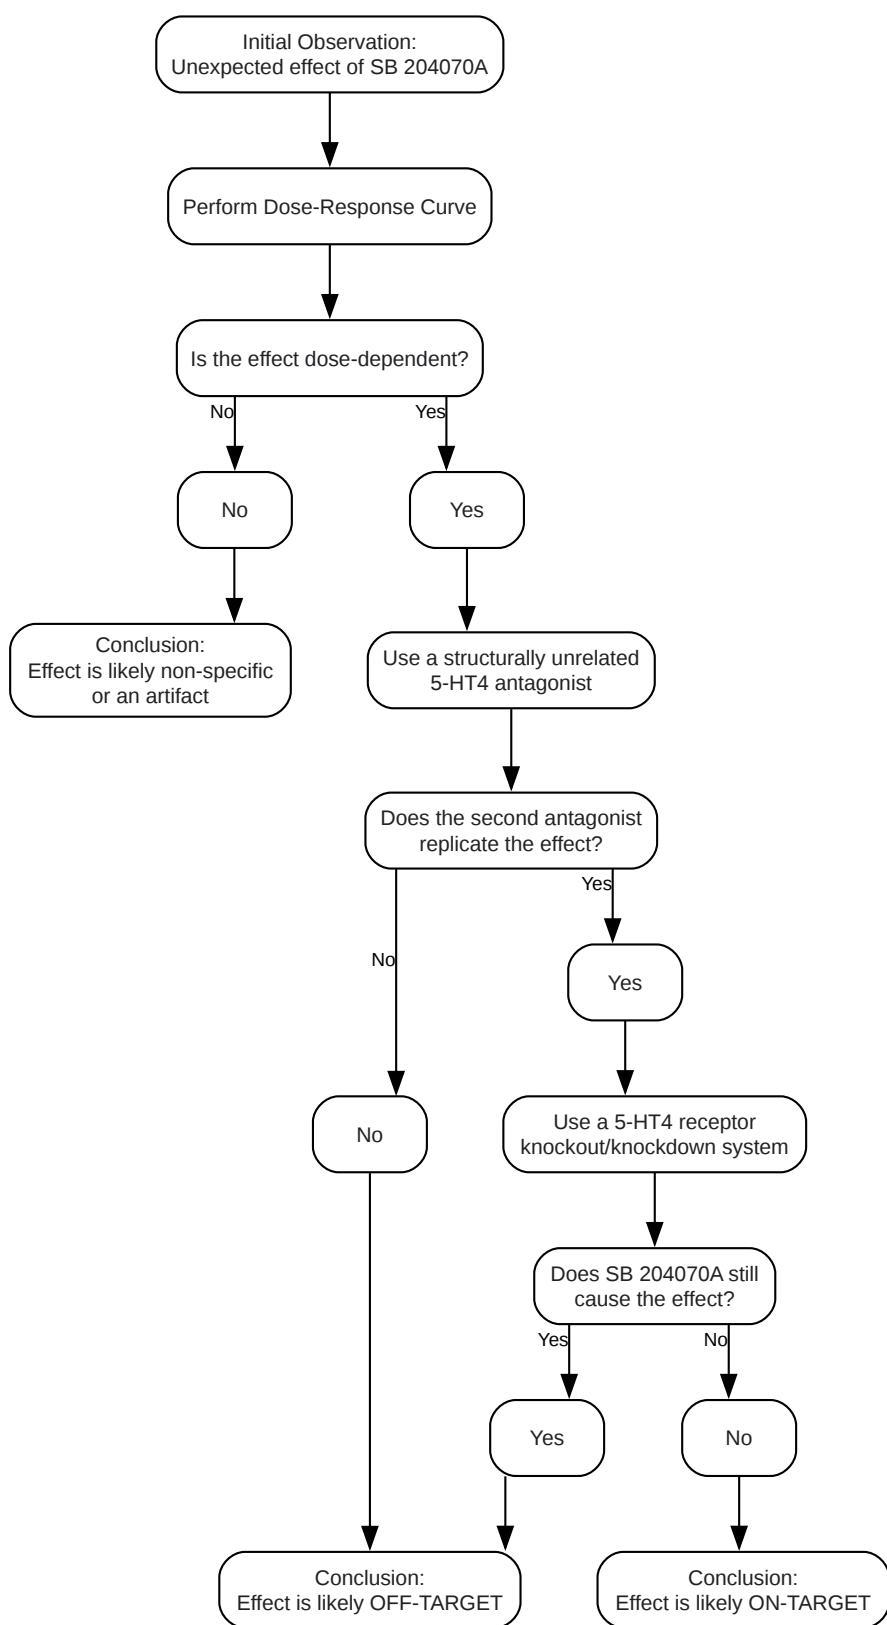 Initial Observation:
Unexpected effect of SB 204070A
Perform Dose-Response Curve
Is the effect dose-dependent?
No
Yes
No
Yes
Conclusion:
Effect is likely non-specific
or an artifact
Use a structurally unrelated
5-HT4 antagonist
Does the second antagonist
replicate the effect?
Yes
No
Yes
No
Use a 5-HT4 receptor
knockout/knockdown system
Does SB 204070A still
cause the effect?
Yes
No
Yes
No
Conclusion:
Effect is likely OFF-TARGET
Conclusion:
Effect is likely ON-TARGET